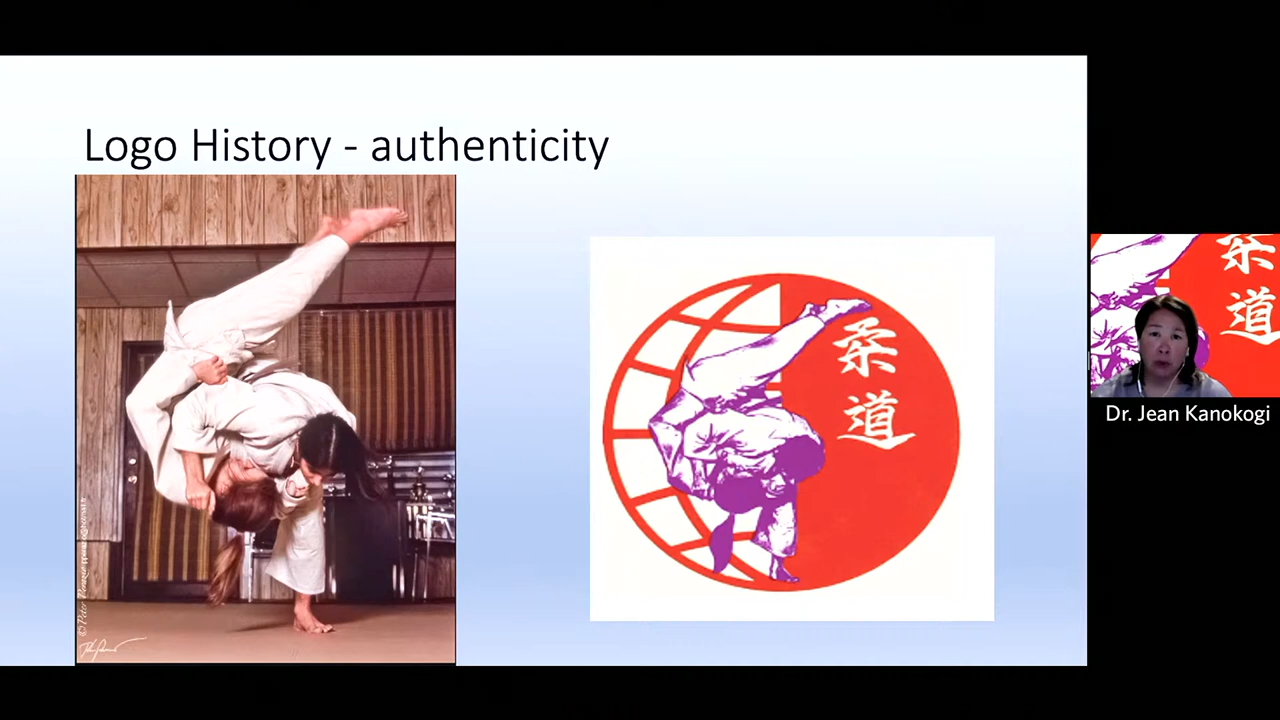 Logo History - authenticity
柔
道
柔
道
Dr. Jean Kanokogi